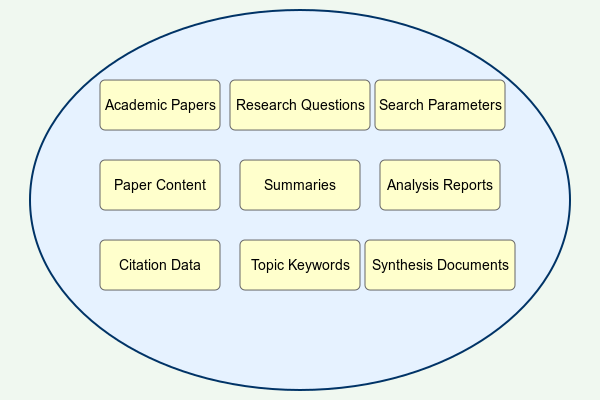 Academic Papers
Research Questions
Search Parameters
Paper Content
Summaries
Analysis Reports
Citation Data
Topic Keywords
Synthesis Documents